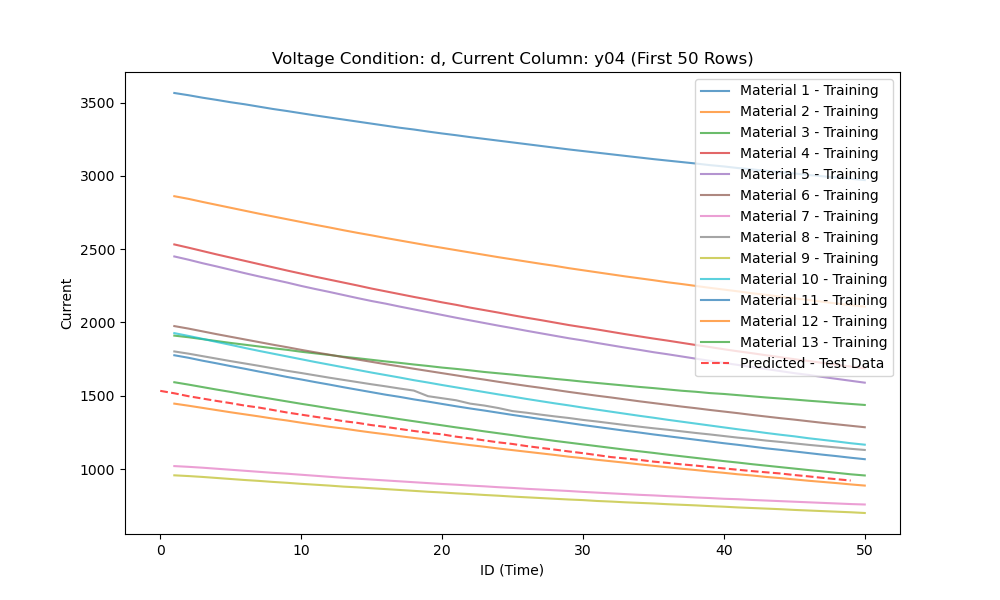 Voltage Condition: d, Current Column: y04 (First 50 Rows)
3500
3000
2500
2000
1500
1000
Current
0
10
20
30
40
50
ID (Time)
Material 1 - Training
Material 2 - Training
Material 3 - Training
Material 4 - Training
Material 5 - Training
Material 6 - Training
Material 7 - Training
Material 8 - Training
Material 9 - Training
Material 10 - Training
Material 11 - Training
Material 12 - Training
Material 13 - Training
Predicted - Test Data